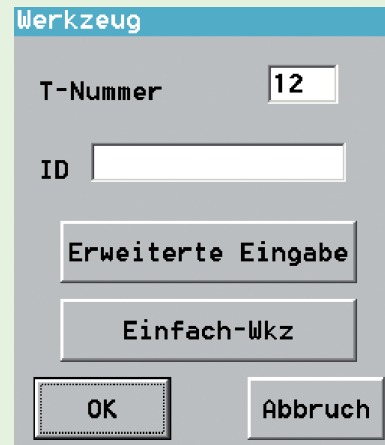 Werkzeug
T-Nummer 12
ID
Erweiterte Eingabe
Einfach-Wkz
OK Abbruch